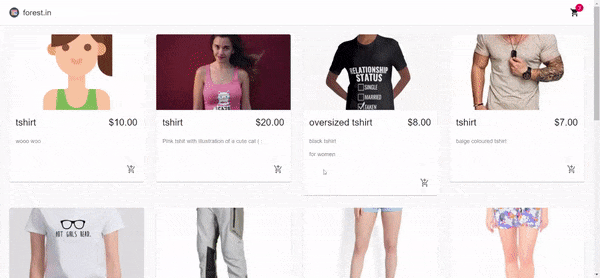 forest.in
2
tshirt $10.00
wooo woo
tshirt $20.00
Pink tshit with illustration of a cute cat ( :
RELATIONSHIP
STATUS
SINGLE
MARRIED
TAKEN
oversized tshirt $8.00
black tshirt
for women
tshirt $7.00
baige coloured tshirt
HOT GIRLS READ.